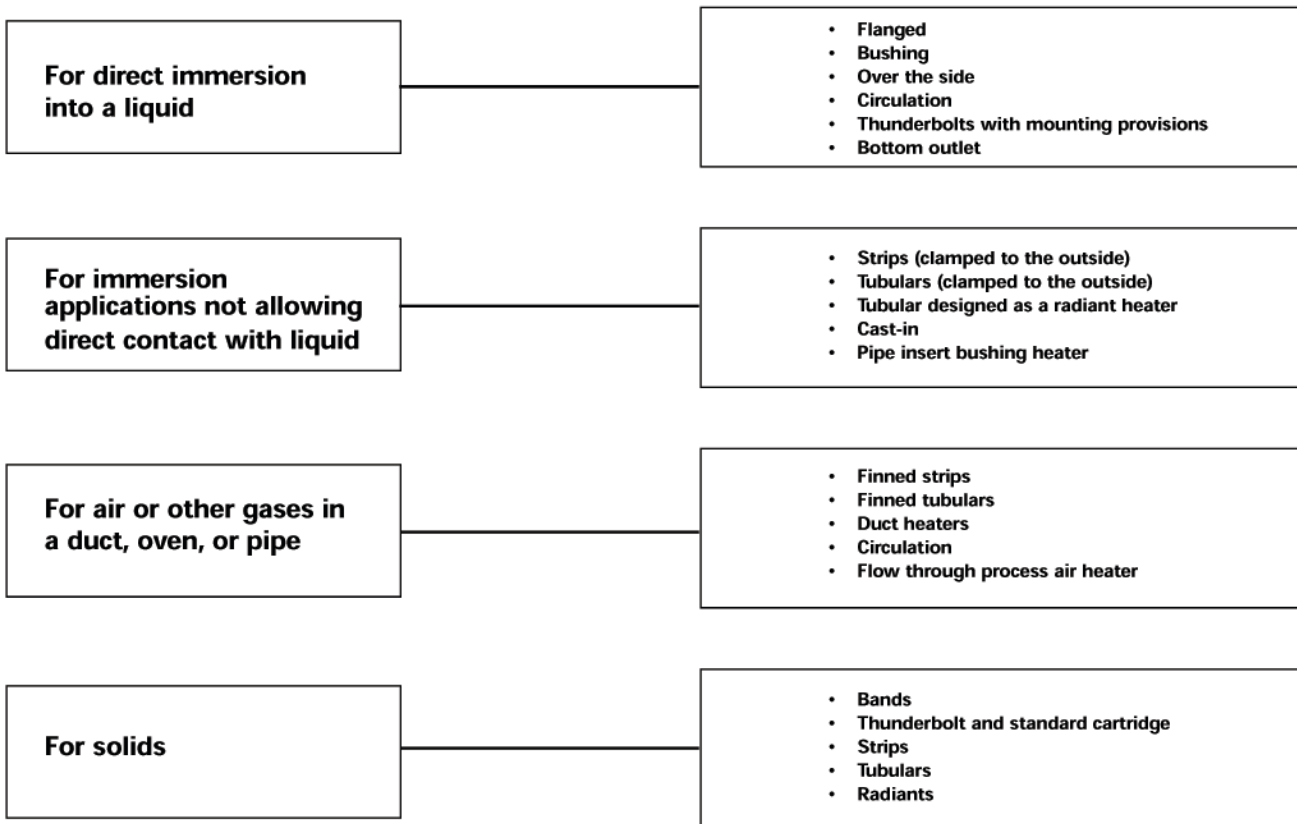 For direct immersion
into a liquid
• Flanged
• Bushing
• Over the side
• Circulation
• Thunderbolts with mounting provisions
• Bottom outlet
For immersion
applications not allowing
direct contact with liquid
• Strips (clamped to the outside)
• Tubulars (clamped to the outside)
• Tubular designed as a radiant heater
• Cast-in
• Pipe insert bushing heater
For air or other gases in
a duct, oven, or pipe
• Finned strips
• Finned tubulars
• Duct heaters
• Circulation
• Flow through process air heater
For solids
• Bands
• Thunderbolt and standard cartridge
• Strips
• Tubulars
• Radiants